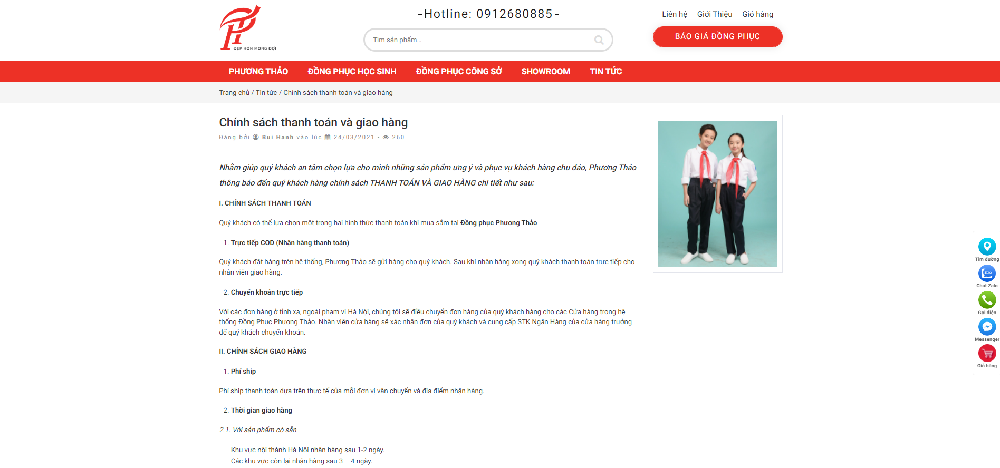 ĐẸP HƠN MONG ĐỢI
-Hotline: 0912680885-
Tìm sản phẩm...
Liên hệ Giới Thiệu Giỏ hàng
BÁO GIÁ ĐỒNG PHỤC
PHƯƠNG THẢO ĐỒNG PHỤC HỌC SINH ĐỒNG PHỤC CÔNG SỞ SHOWROOM TIN TỨC
Trang chủ / Tin tức / Chính sách thanh toán và giao hàng
Chính sách thanh toán và giao hàng
Đăng bởi Bui Hanh vào lúc 24/03/2021 - 260
Nhằm giúp quý khách an tâm chọn lựa cho mình những sản phẩm ưng ý và phục vụ khách hàng chu đáo, Phương Thảo
thông báo đến quý khách hàng chính sách THANH TOÁN VÀ GIAO HÀNG chi tiết như sau:
I. CHÍNH SÁCH THANH TOÁN
Quý khách có thể lựa chọn một trong hai hình thức thanh toán khi mua sắm tại Đồng phục Phương Thảo
1. Trực tiếp COD (Nhận hàng thanh toán)
Quý khách đặt hàng trên hệ thống, Phương Thảo sẽ gửi hàng cho quý khách. Sau khi nhận hàng xong quý khách thanh toán trực tiếp cho
nhân viên giao hàng.
2. Chuyển khoản trực tiếp
Với các đơn hàng ở tỉnh xa, ngoài phạm vi Hà Nội, chúng tôi sẽ điều chuyển đơn hàng của quý khách hàng cho các Cửa hàng trong hệ
thống Đồng Phục Phương Thảo. Nhân viên cửa hàng sẽ xác nhận đơn của quý khách và cung cấp STK Ngân Hàng của cửa hàng trưởng
để quý khách chuyển khoản.
II. CHÍNH SÁCH GIAO HÀNG
1. Phí ship
Phí ship thanh toán dựa trên thực tế của mỗi đơn vị vận chuyển và địa điểm nhận hàng.
2. Thời gian giao hàng
2.1. Với sản phẩm có sẵn
Khu vực nội thành Hà Nội nhận hàng sau 1-2 ngày.
Các khu vực còn lại nhận hàng sau 3 – 4 ngày.
Tìm đường
Zalo
Chat Zalo
Gọi điện
Messenger
Giỏ hàng